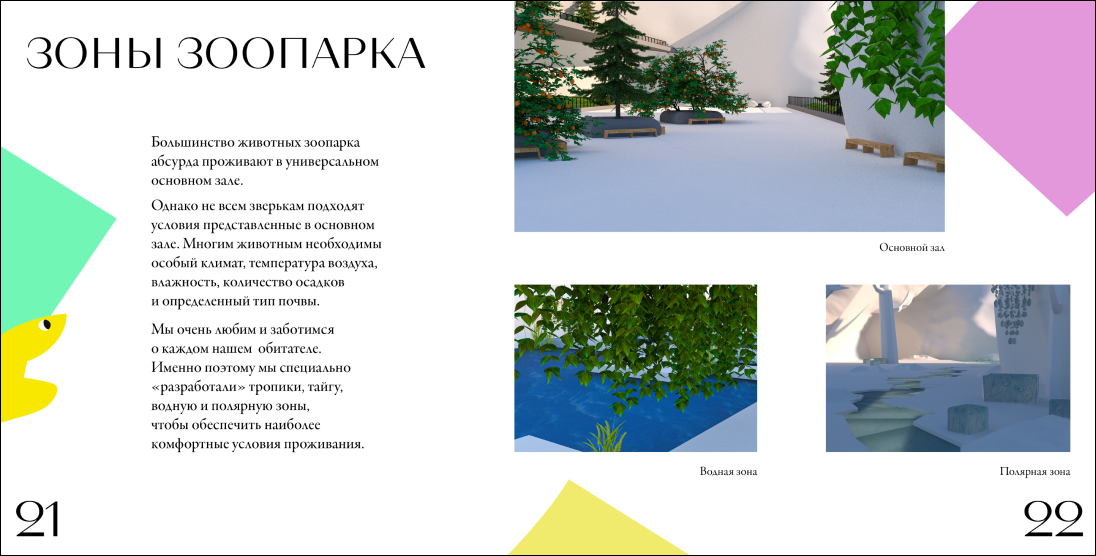 ЗОНЫ ЗООПАРКА
Большинство животных зоопарка
абсурда проживают в универсальном
основном зале.
Однако не всем зверькам подходят
условия представленные в основном
зале. Многим животным необходимы
особый климат, температура воздуха,
влажность, количество осадков
и определенный тип почвы.
Мы очень любим и заботимся
о каждом нашем обитателе.
Именно поэтому мы специально
«разработали» тропики, тайгу,
водную и полярную зоны,
чтобы обеспечить наиболее
комфортные условия проживания.
21
Основной зал
Водная зона
Полярная зона
22